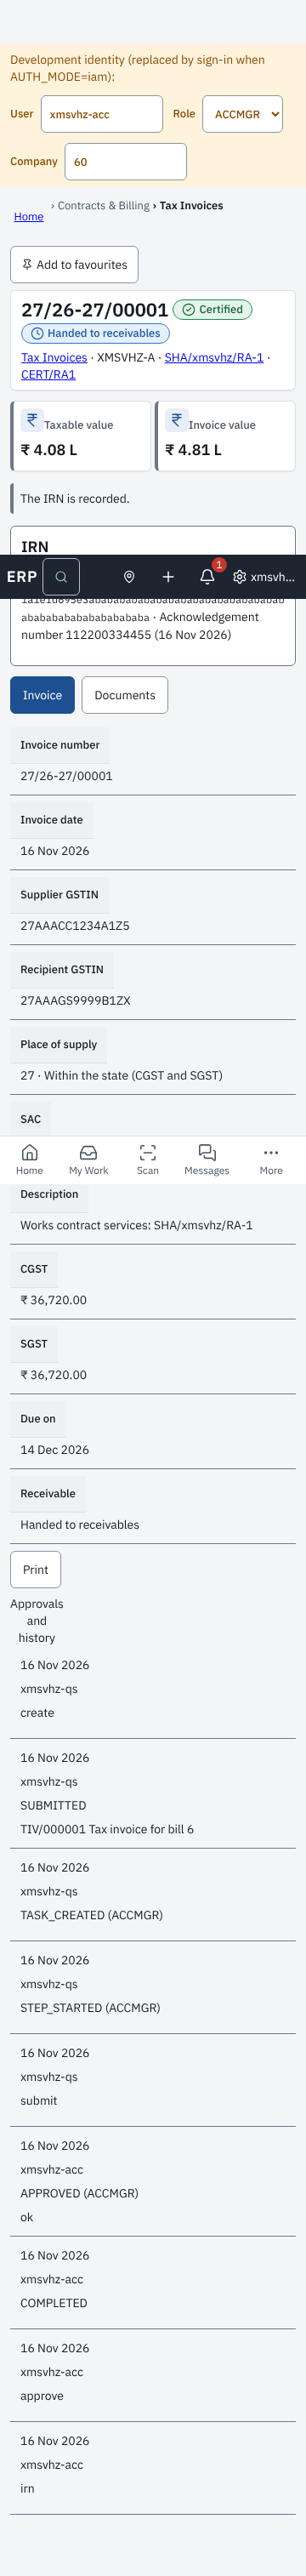 Development identity (replaced by sign-in when
AUTH_MODE=iam):
User xmsvhz-acc Role ACCMGR
Company 60
Home › Contracts & Billing › Tax Invoices
Add to favourites
27/26-27/00001 Certified
Handed to receivables
Tax Invoices · XMSVHZ-A · SHA/xmsvhz/RA-1 ·
CERT/RA1
Taxable value
₹ 4.08 L
Invoice value
₹ 4.81 L
The IRN is recorded.
IRN
ERP
1
xmsvh...
abababababababababa · Acknowledgement
number 112200334455 (16 Nov 2026)
Invoice Documents
Invoice number
27/26-27/00001
Invoice date
16 Nov 2026
Supplier GSTIN
27AAACC1234A1Z5
Recipient GSTIN
27AAAGS9999B1ZX
Place of supply
27 · Within the state (CGST and SGST)
SAC
Home My Work Scan Messages More
Description
Works contract services: SHA/xmsvhz/RA-1
CGST
₹ 36,720.00
SGST
₹ 36,720.00
Due on
14 Dec 2026
Receivable
Handed to receivables
Print
Approvals
and
history
16 Nov 2026
xmsvhz-qs
create
16 Nov 2026
xmsvhz-qs
SUBMITTED
TIV/000001 Tax invoice for bill 6
16 Nov 2026
xmsvhz-qs
TASK_CREATED (ACCMGR)
16 Nov 2026
xmsvhz-qs
STEP_STARTED (ACCMGR)
16 Nov 2026
xmsvhz-qs
submit
16 Nov 2026
xmsvhz-acc
APPROVED (ACCMGR)
ok
16 Nov 2026
xmsvhz-acc
COMPLETED
16 Nov 2026
xmsvhz-acc
approve
16 Nov 2026
xmsvhz-acc
irn